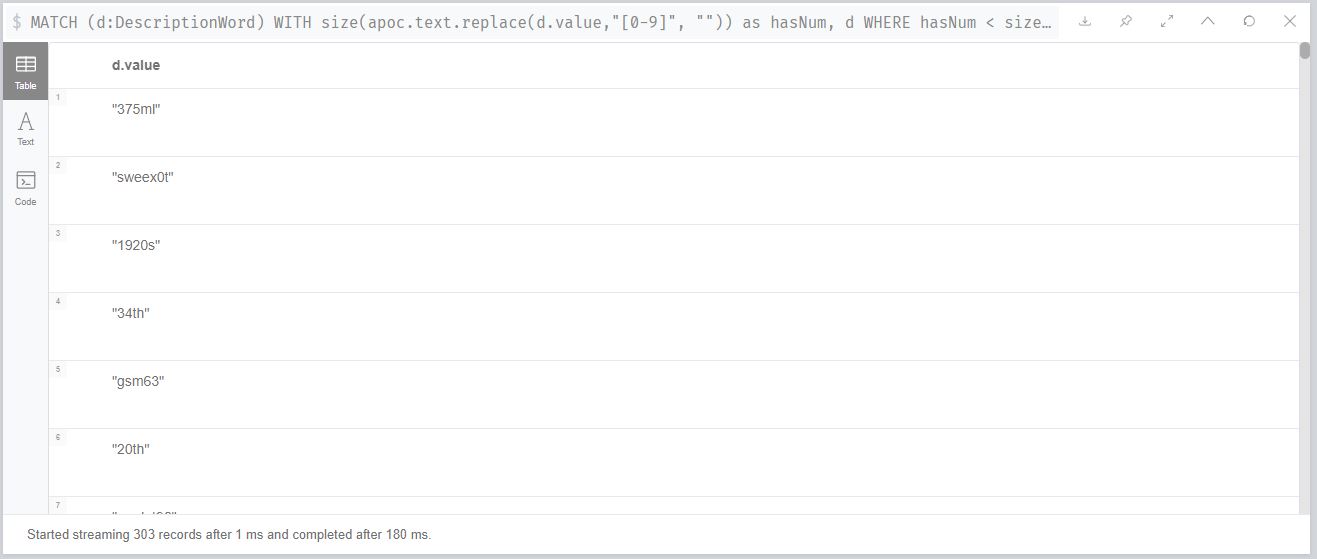 $ MATCH (d:DescriptionWord) WITH size(apoc.text.replace(d.value,"[0-9]", "")) as hasNum, d WHERE hasNum < size…
Table
d.value
1
"375ml"
Text
2
"sweex0t"
Code
3
"1920s"
4
"34th"
5
"gsm63"
6
"20th"
7
Started streaming 303 records after 1 ms and completed after 180 ms.